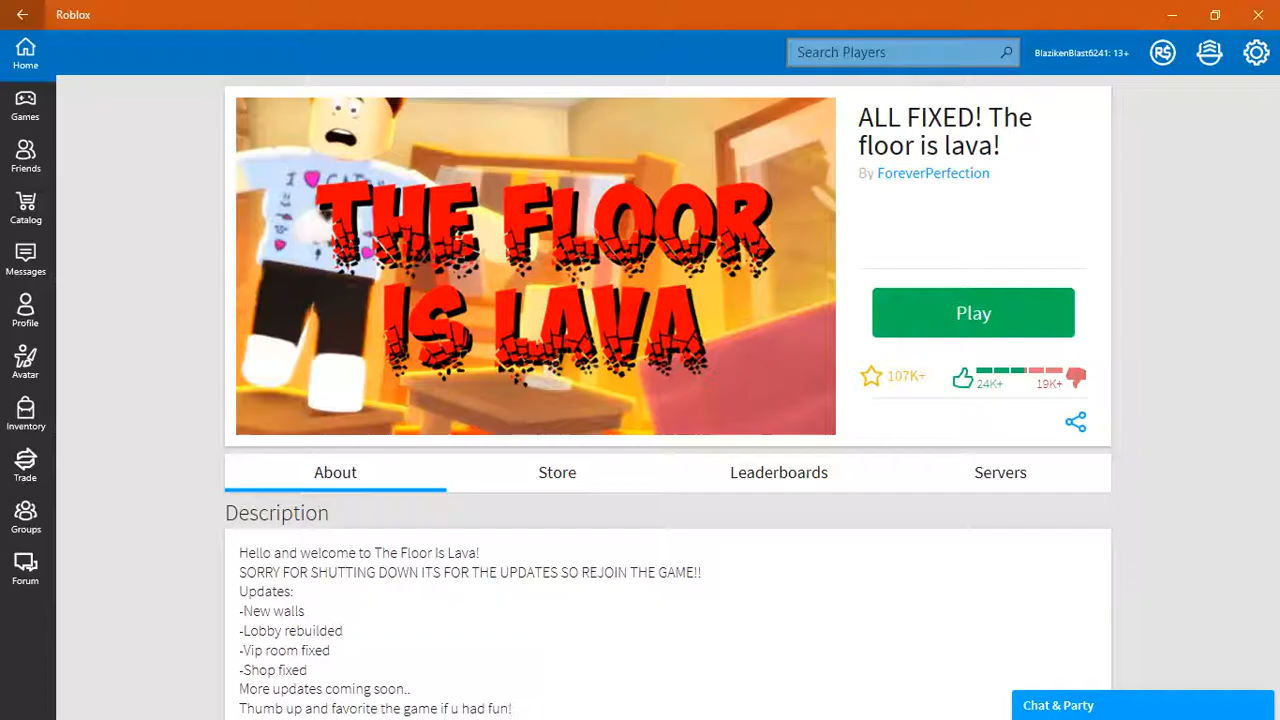 Roblox
Home
Search Players
BlazikenBlast6241: 13+
R$
Games
Friends
Catalog
Messages
Profile
Avatar
Inventory
Trade
Groups
Forum
I ♥ CATS
THE FLOOR
IS LAVA
ALL FIXED! The
floor is lava!
By ForeverPerfection
Play
107K+
24K+
19K+
About
Store
Leaderboards
Servers
Description
Hello and welcome to The Floor Is Lava!
SORRY FOR SHUTTING DOWN ITS FOR THE UPDATES SO REJOIN THE GAME!!
Updates:
-New walls
-Lobby rebuilded
-Vip room fixed
-Shop fixed
More updates coming soon..
Thumb up and favorite the game if u had fun!
Chat & Party